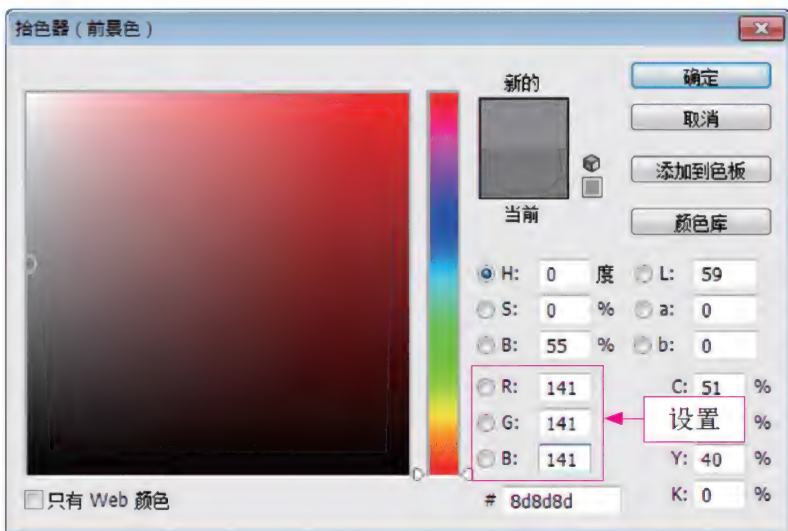 拾色器（前景色）
新的
确定
取消
添加到色板
当前
颜色库
H: 0 度
L: 59
S: 0 %
a: 0
B: 55 %
b: 0
R: 141
C: 51 %
G: 141
设置
%
B: 141
Y: 40 %
只有 Web 颜色
# 8d8d8d
K: 0 %